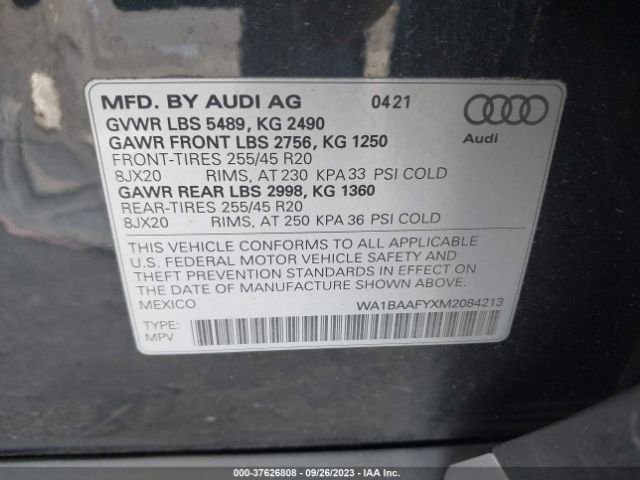 MFD. BY AUDI AG 0421
GVWR LBS 5489, KG 2490
GAWR FRONT LBS 2756, KG 1250
FRONT-TIRES 255/45 R20
8JX20 RIMS, AT 230 KPA 33 PSI COLD
GAWR REAR LBS 2998, KG 1360
REAR-TIRES 255/45 R20
8JX20 RIMS, AT 250 KPA 36 PSI COLD
Audi
THIS VEHICLE CONFORMS TO ALL APPLICABLE
U.S. FEDERAL MOTOR VEHICLE SAFETY AND
THEFT PREVENTION STANDARDS IN EFFECT ON
THE DATE OF MANUFACTURE SHOWN ABOVE.
MEXICO. WA1BAAFYXM2084213
TYPE:
MPV
000-37626808 - 09/26/2023 - IAAI.COM